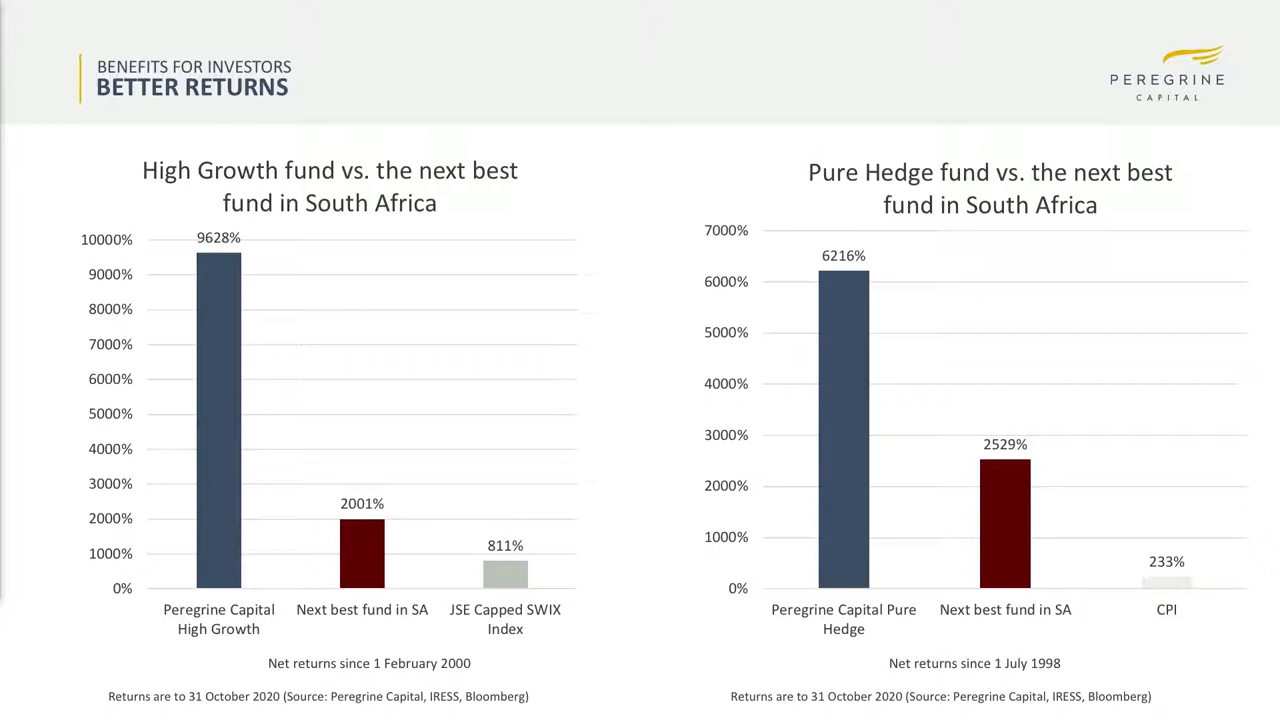 BENEFITS FOR INVESTORS
BETTER RETURNS
PEREGRINE
CAPITAL
High Growth fund vs. the next best
fund in South Africa
10000%
9000%
8000%
7000%
6000%
5000%
4000%
3000%
2000%
1000%
0%
9628%
2001%
811%
Peregrine Capital
High Growth
Next best fund in SA
JSE Capped SWIX
Index
Net returns since 1 February 2000
Returns are to 31 October 2020 (Source: Peregrine Capital, IRESS, Bloomberg)
Pure Hedge fund vs. the next best
fund in South Africa
7000%
6000%
5000%
4000%
3000%
2000%
1000%
0%
6216%
2529%
233%
Peregrine Capital Pure
Hedge
Next best fund in SA
CPI
Net returns since 1 July 1998
Returns are to 31 October 2020 (Source: Peregrine Capital, IRESS, Bloomberg)